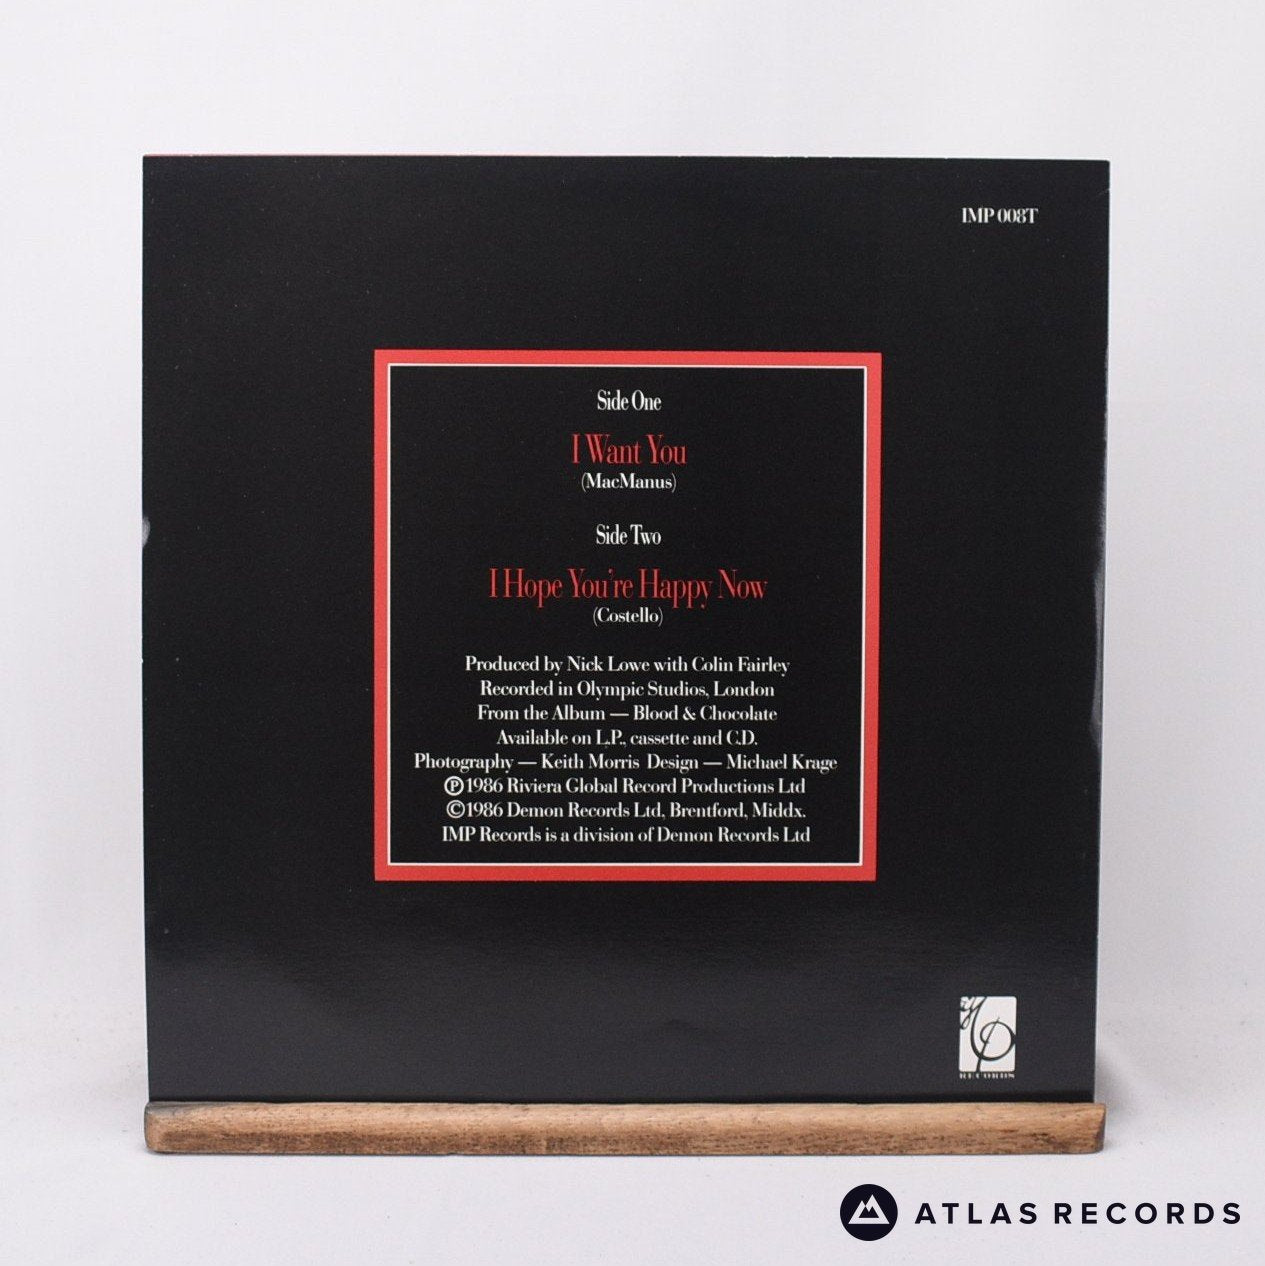 IMP 008T
Side One
I Want You
(MacManus)
Side Two
I Hope You're Happy Now
(Costello)
Produced by Nick Lowe with Colin Fairley
Recorded in Olympic Studios, London
From the Album — Blood & Chocolate
Available on L.P., cassette and C.D.
Photography — Keith Morris Design — Michael Krage
℗1986 Riviera Global Record Productions Ltd
©1986 Demon Records Ltd, Brentford, Middx.
IMP Records is a division of Demon Records Ltd
RECORDS
ATLAS RECORDS